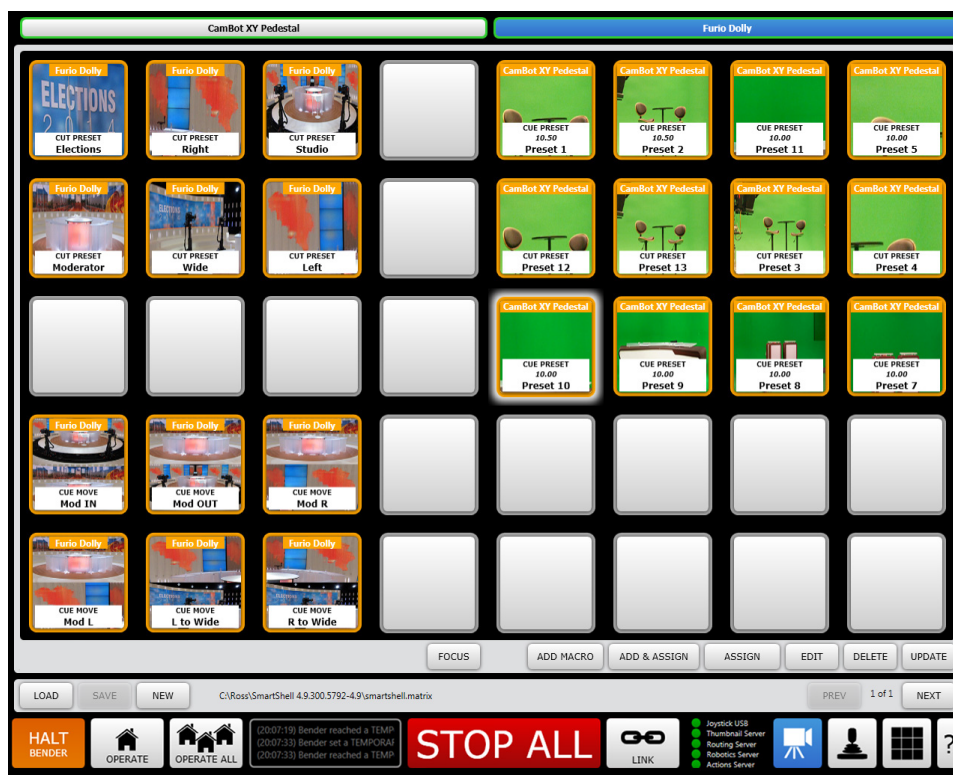 CamBot XY Pedestal
Furio Dolly
Furio Dolly
ELECTIONS
2014
CUT PRESET
Elections
Furio Dolly
CUT PRESET
Right
Furio Dolly
CUT PRESET
Studio
CamBot XY Pedestal
CUE PRESET
10.50
Preset 1
CamBot XY Pedestal
CUE PRESET
10.50
Preset 2
CamBot XY Pedestal
CUE PRESET
10.00
Preset 11
CamBot XY Pedestal
CUE PRESET
10.00
Preset 5
Furio Dolly
CUT PRESET
Moderator
Furio Dolly
ELECTIONS
CUT PRESET
Wide
Furio Dolly
CUT PRESET
Left
CamBot XY Pedestal
CUT PRESET
Preset 12
CamBot XY Pedestal
CUT PRESET
Preset 13
CamBot XY Pedestal
CUT PRESET
Preset 3
CamBot XY Pedestal
CUT PRESET
Preset 4
CamBot XY Pedestal
CUE PRESET
10.00
Preset 10
CamBot XY Pedestal
CUE PRESET
10.00
Preset 9
CamBot XY Pedestal
CUE PRESET
10.00
Preset 8
CamBot XY Pedestal
CUE PRESET
10.00
Preset 7
Furio Dolly
CUE MOVE
Mod IN
Furio Dolly
CUE MOVE
Mod OUT
Furio Dolly
CUE MOVE
Mod R
Furio Dolly
CUE MOVE
Mod L
Furio Dolly
CUE MOVE
L to Wide
Furio Dolly
CUE MOVE
R to Wide
FOCUS
ADD MACRO
ADD & ASSIGN
ASSIGN
EDIT
DELETE
UPDATE
LOAD
SAVE
NEW
C:\Ross\SmartShell 4.9.300.5792-4.9\smartshell.matrix
PREV
1 of 1
NEXT
HALT
BENDER
OPERATE
OPERATE ALL
(20:07:19) Bender reached a TEMP
(20:07:33) Bender set a TEMPORAR
(20:07:33) Bender reached a TEMP
STOP ALL
LINK
Joystick USB
Thumbnail Server
Routing Server
Robotics Server
Actions Server
?